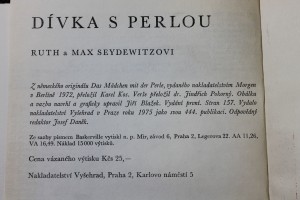 DÍVKA S PERLOU
RUTH a MAX SEYDEWITZOVI
Z německého originálu Das Mädchen mit der Perle, vydaného nakladatelstvím Morgen
v Berlíně 1972, přeložil Karel Kos. Verše přeložil dr. Jindřich Pokorný. Obálku
a vazbu navrhl a graficky upravil Jiří Blažek. Vydání první. Stran 157. Vydalo
nakladatelství Vyšehrad v Praze roku 1975 jako svou 444. publikaci. Odpovědný
redaktor Josef Daněk.
Ze sazby písmem Baskerville vytiskl n. p. Mír, závod 6, Praha 2, Legerova 22. AA 11,26,
VA 16,49. Náklad 15 000 výtisků.
Cena vázaného výtisku Kčs 25,—
Nakladatelství Vyšehrad, Praha 2, Karlovo náměstí 5